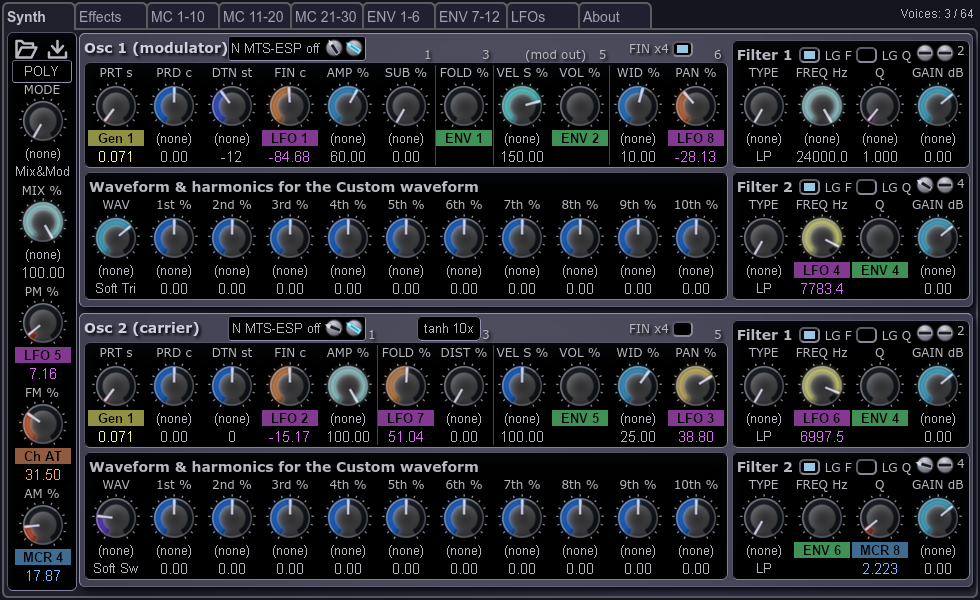 Synth Effects MC 1-10 MC 11-20 MC 21-30 ENV 1-6 ENV 7-12 LFOs About Voices: 3 / 64
POLY
MODE
(none)
Mix&Mod
MIX %
(none)
100.00
PM %
LFO 5
7.16
FM %
Ch AT
31.50
AM %
MCR 4
17.87
Osc 1 (modulator) N MTS-ESP off 1 3 (mod out) 5 FIN x4 6
PRT s PRD c DTN st FIN c AMP % SUB % FOLD % VEL S % VOL % WID % PAN %
Gen 1 (none) (none) LFO 1 (none) (none) ENV 1 (none) ENV 2 (none) LFO 8
0.071 0.00 -12 -84.68 60.00 0.00 150.00 10.00 -28.13
Filter 1 LG F LG Q 2
TYPE FREQ Hz Q GAIN dB
(none) (none) (none) (none)
LP 24000.0 1.000 0.00
Waveform & harmonics for the Custom waveform
WAV 1st % 2nd % 3rd % 4th % 5th % 6th % 7th % 8th % 9th % 10th %
(none) (none) (none) (none) (none) (none) (none) (none) (none) (none) (none)
Soft Tri 0.00 0.00 0.00 0.00 0.00 0.00 0.00 0.00 0.00 0.00
Filter 2 LG F LG Q 4
TYPE FREQ Hz Q GAIN dB
(none) LFO 4 ENV 4 (none)
LP 7783.4 0.00
Osc 2 (carrier) N MTS-ESP off 1 tanh 10x 3 FIN x4 5
PRT s PRD c DTN st FIN c AMP % FOLD % DIST % VEL S % VOL % WID % PAN %
Gen 1 (none) (none) LFO 2 (none) LFO 7 (none) (none) ENV 5 (none) LFO 3
0.071 0.00 0 -15.17 100.00 51.04 0.00 100.00 25.00 38.80
Filter 1 LG F LG Q 2
TYPE FREQ Hz Q GAIN dB
(none) LFO 6 ENV 4 (none)
LP 6997.5 0.00
Waveform & harmonics for the Custom waveform
WAV 1st % 2nd % 3rd % 4th % 5th % 6th % 7th % 8th % 9th % 10th %
(none) (none) (none) (none) (none) (none) (none) (none) (none) (none) (none)
Soft Sw 0.00 0.00 0.00 0.00 0.00 0.00 0.00 0.00 0.00 0.00
Filter 2 LG F LG Q 4
TYPE FREQ Hz Q GAIN dB
(none) ENV 6 MCR 8 (none)
LP 2.223 0.00